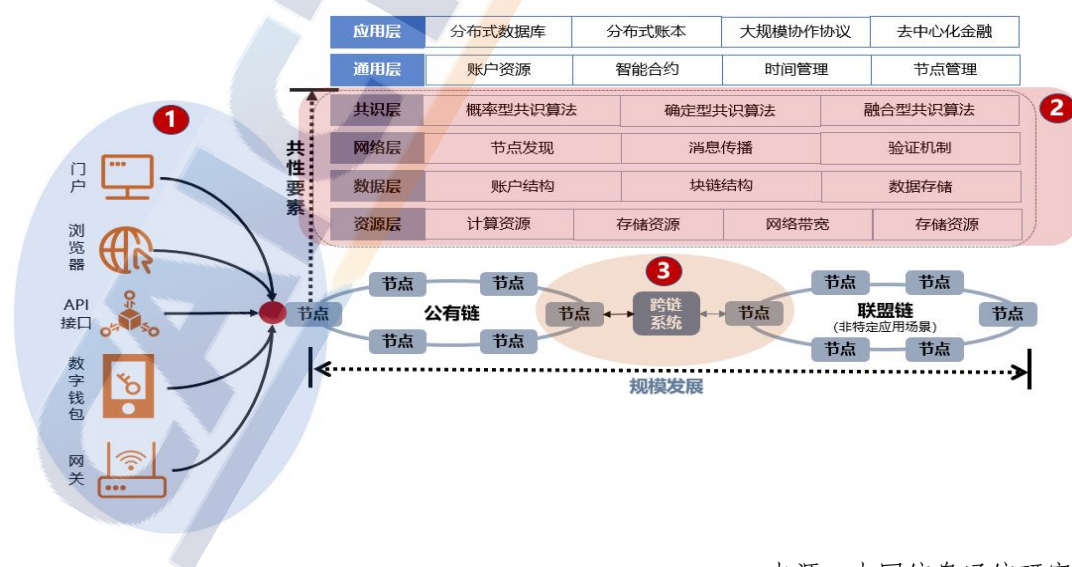 应用层 分布式数据库 分布式账本 大规模协作协议 去中心化金融
通用层 账户资源 智能合约 时间管理 节点管理
共识层 概率型共识算法 确定型共识算法 融合型共识算法
网络层 节点发现 消息传播 验证机制
数据层 账户结构 块链结构 数据存储
资源层 计算资源 存储资源 网络带宽 存储资源
共性要素
1
2
3
门户
浏览器
API
接口
数字钱包
网关
节点
节点 节点
公有链
节点 节点
节点
跨链
系统
节点
节点 节点
联盟链
(非特定应用场景)
节点
节点 节点
规模发展